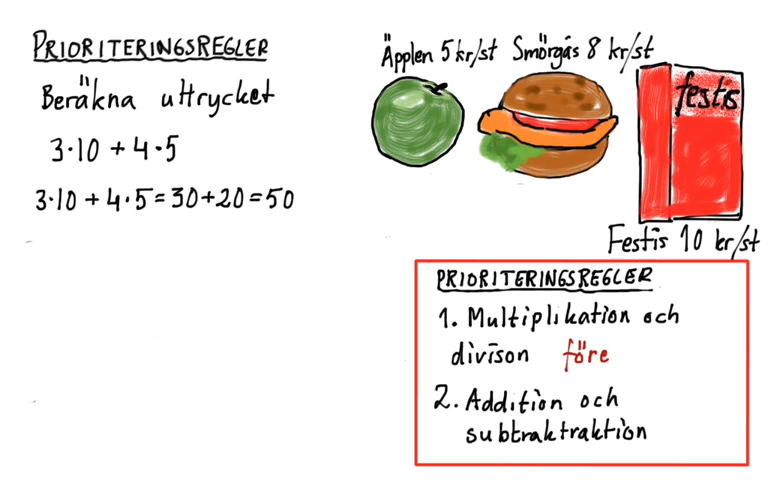 PRIORITERINGSREGLER
Beräkna uttrycket
3·10 + 4·5
3·10 + 4·5 = 30+20 = 50
Äpplen 5 kr/st Smörgås 8 kr/st
festis
Festis 10 kr/st
PRIORITERINGSREGLER
1. Multiplikation och
divison före
2. Addition och
subtraktraktion